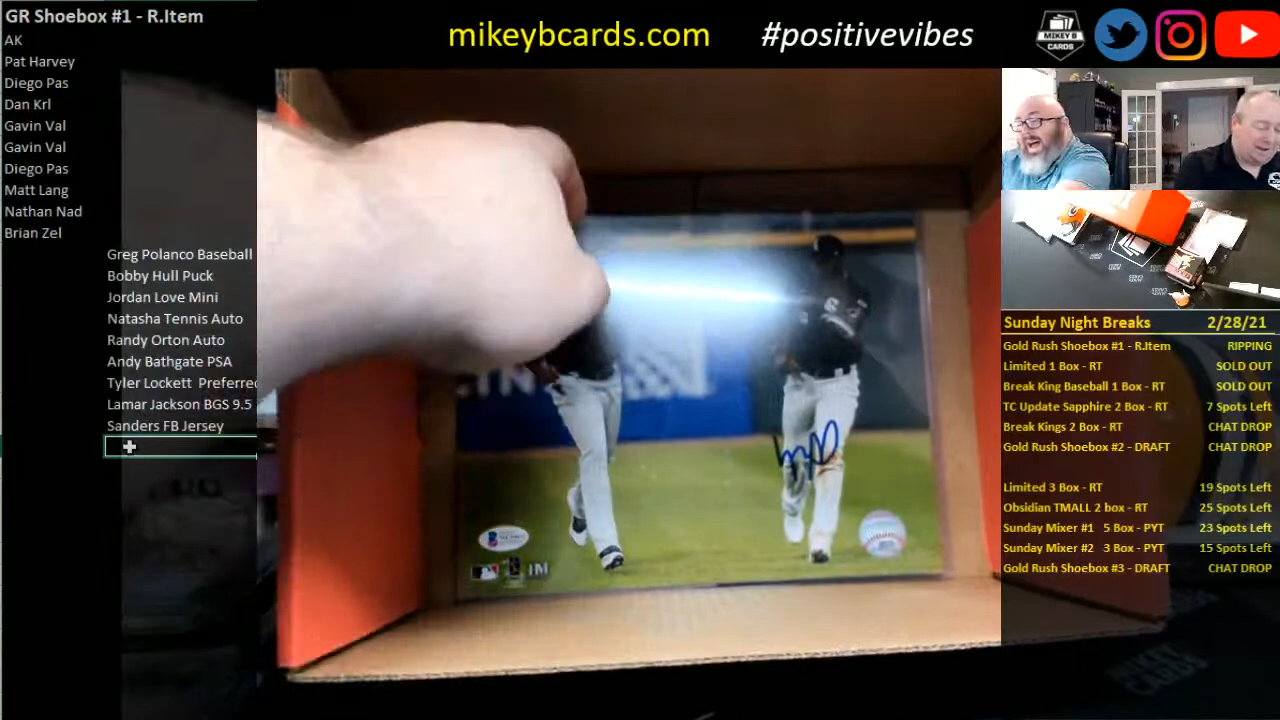 GR Shoebox #1 - R.Item
AK
Pat Harvey
Diego Pas
Dan Krl
Gavin Val
Gavin Val
Diego Pas
Matt Lang
Nathan Nad
Brian Zel
Greg Polanco Baseball
Bobby Hull Puck
Jordan Love Mini
Natasha Tennis Auto
Randy Orton Auto
Andy Bathgate PSA
Tyler Lockett Preferre
Lamar Jackson BGS 9.5
Sanders FB Jersey
mikeybcards.com #positivevibes
MIKEY B
CARDS
Sunday Night Breaks 2/28/21
Gold Rush Shoebox #1 - R.Item RIPPING
Limited 1 Box - RT SOLD OUT
Break King Baseball 1 Box - RT SOLD OUT
TC Update Sapphire 2 Box - RT 7 Spots Left
Break Kings 2 Box - RT CHAT DROP
Gold Rush Shoebox #2 - DRAFT CHAT DROP
Limited 3 Box - RT 19 Spots Left
Obsidian TMALL 2 box - RT 25 Spots Left
Sunday Mixer #1 5 Box - PYT 23 Spots Left
Sunday Mixer #2 3 Box - PYT 15 Spots Left
Gold Rush Shoebox #3 - DRAFT CHAT DROP